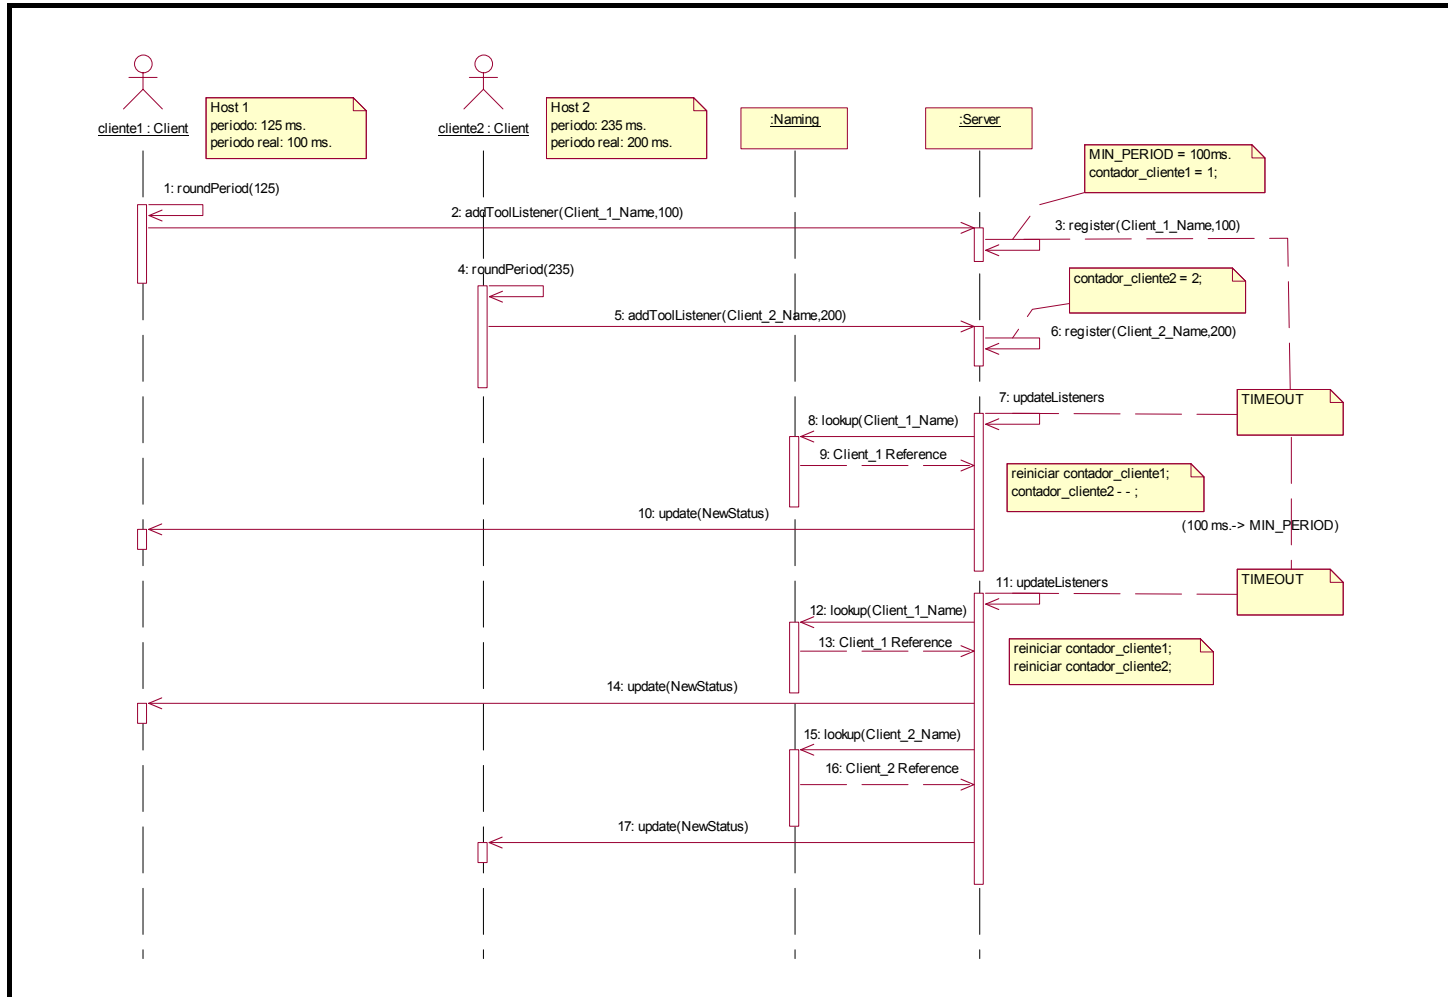 cliente1 : Client
Host 1
periodo: 125 ms.
periodo real: 100 ms.
cliente2 : Client
Host 2
periodo: 235 ms.
periodo real: 200 ms.
:Naming
:Server
MIN_PERIOD = 100ms.
contador_cliente1 = 1;
1: roundPeriod(125)
2: addToolListener(Client_1_Name,100)
3: register(Client_1_Name,100)
4: roundPeriod(235)
contador_cliente2 = 2;
5: addToolListener(Client_2_Name,200)
6: register(Client_2_Name,200)
7: updateListeners
TIMEOUT
8: lookup(Client_1_Name)
9: Client_1 Reference
reiniciar contador_cliente1;
contador_cliente2 - - ;
10: update(NewStatus)
(100 ms.-> MIN_PERIOD)
11: updateListeners
TIMEOUT
12: lookup(Client_1_Name)
13: Client_1 Reference
reiniciar contador_cliente1;
reiniciar contador_cliente2;
14: update(NewStatus)
15: lookup(Client_2_Name)
16: Client_2 Reference
17: update(NewStatus)